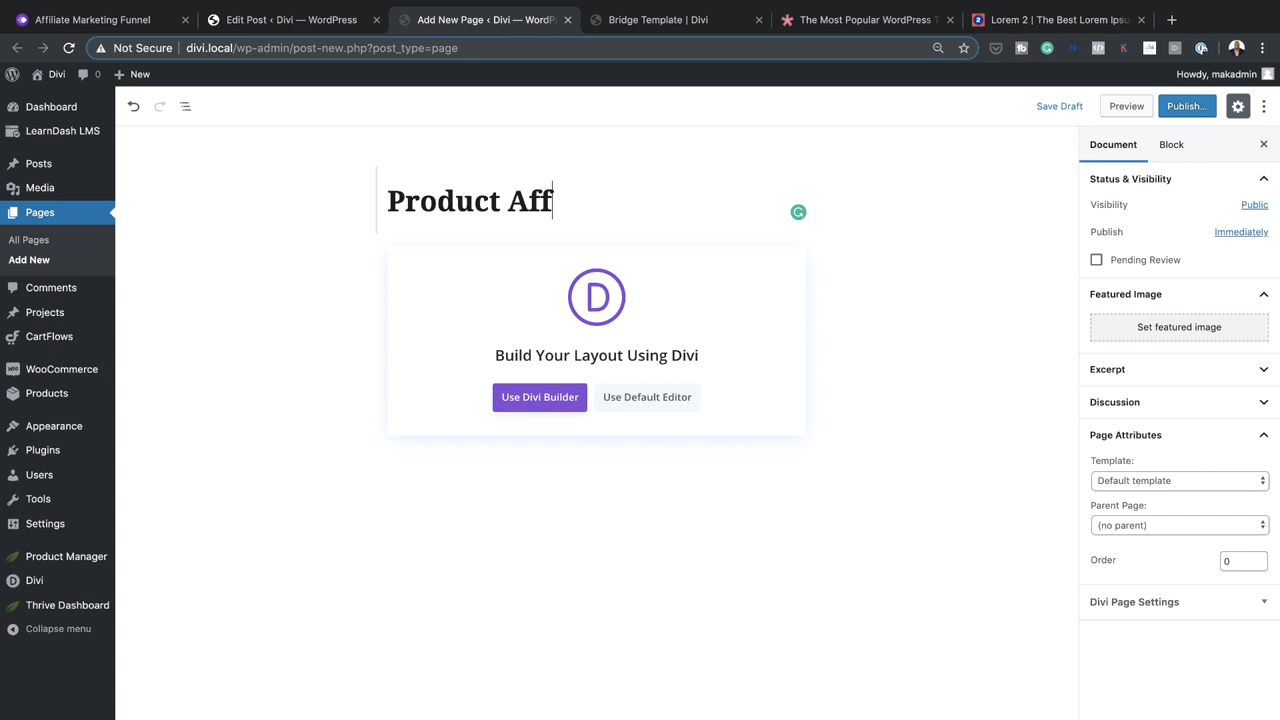 Affiliate Marketing Funnel
Edit Post ‹ Divi — WordPress
Add New Page ‹ Divi — WordP
Bridge Template | Divi
The Most Popular WordPress T
Lorem 2 | The Best Lorem Ipsu
Not Secure
divi.local/wp-admin/post-new.php?post_type=page
Divi
0
New
Howdy, makadmin
Dashboard
LearnDash LMS
Posts
Media
Pages
All Pages
Add New
Comments
Projects
CartFlows
WooCommerce
Products
Appearance
Plugins
Users
Tools
Settings
Product Manager
Divi
Thrive Dashboard
Collapse menu
Save Draft
Preview
Publish...
Product Aff
D
Build Your Layout Using Divi
Use Divi Builder
Use Default Editor
Document
Block
Status & Visibility
Visibility
Public
Publish
Immediately
Pending Review
Featured Image
Set featured image
Excerpt
Discussion
Page Attributes
Template:
Default template
Parent Page:
(no parent)
Order
0
Divi Page Settings